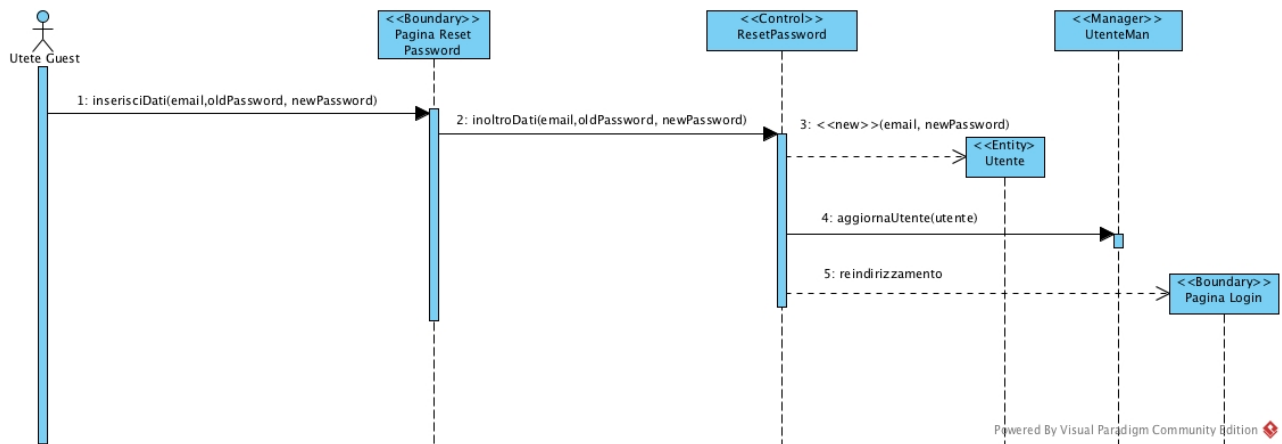 <<Boundary>>
Pagina Reset
Password
<<Control>>
ResetPassword
<<Manager>>
UtenteMan
Utete Guest
1: inserisciDati(email,oldPassword, newPassword)
2: inoltroDati(email,oldPassword, newPassword)
3: <<new>>(email, newPassword)
<<Entity>
Utente
4: aggiornaUtente(utente)
5: reindirizzamento
<<Boundary>>
Pagina Login
Powered By Visual Paradigm Community Edition